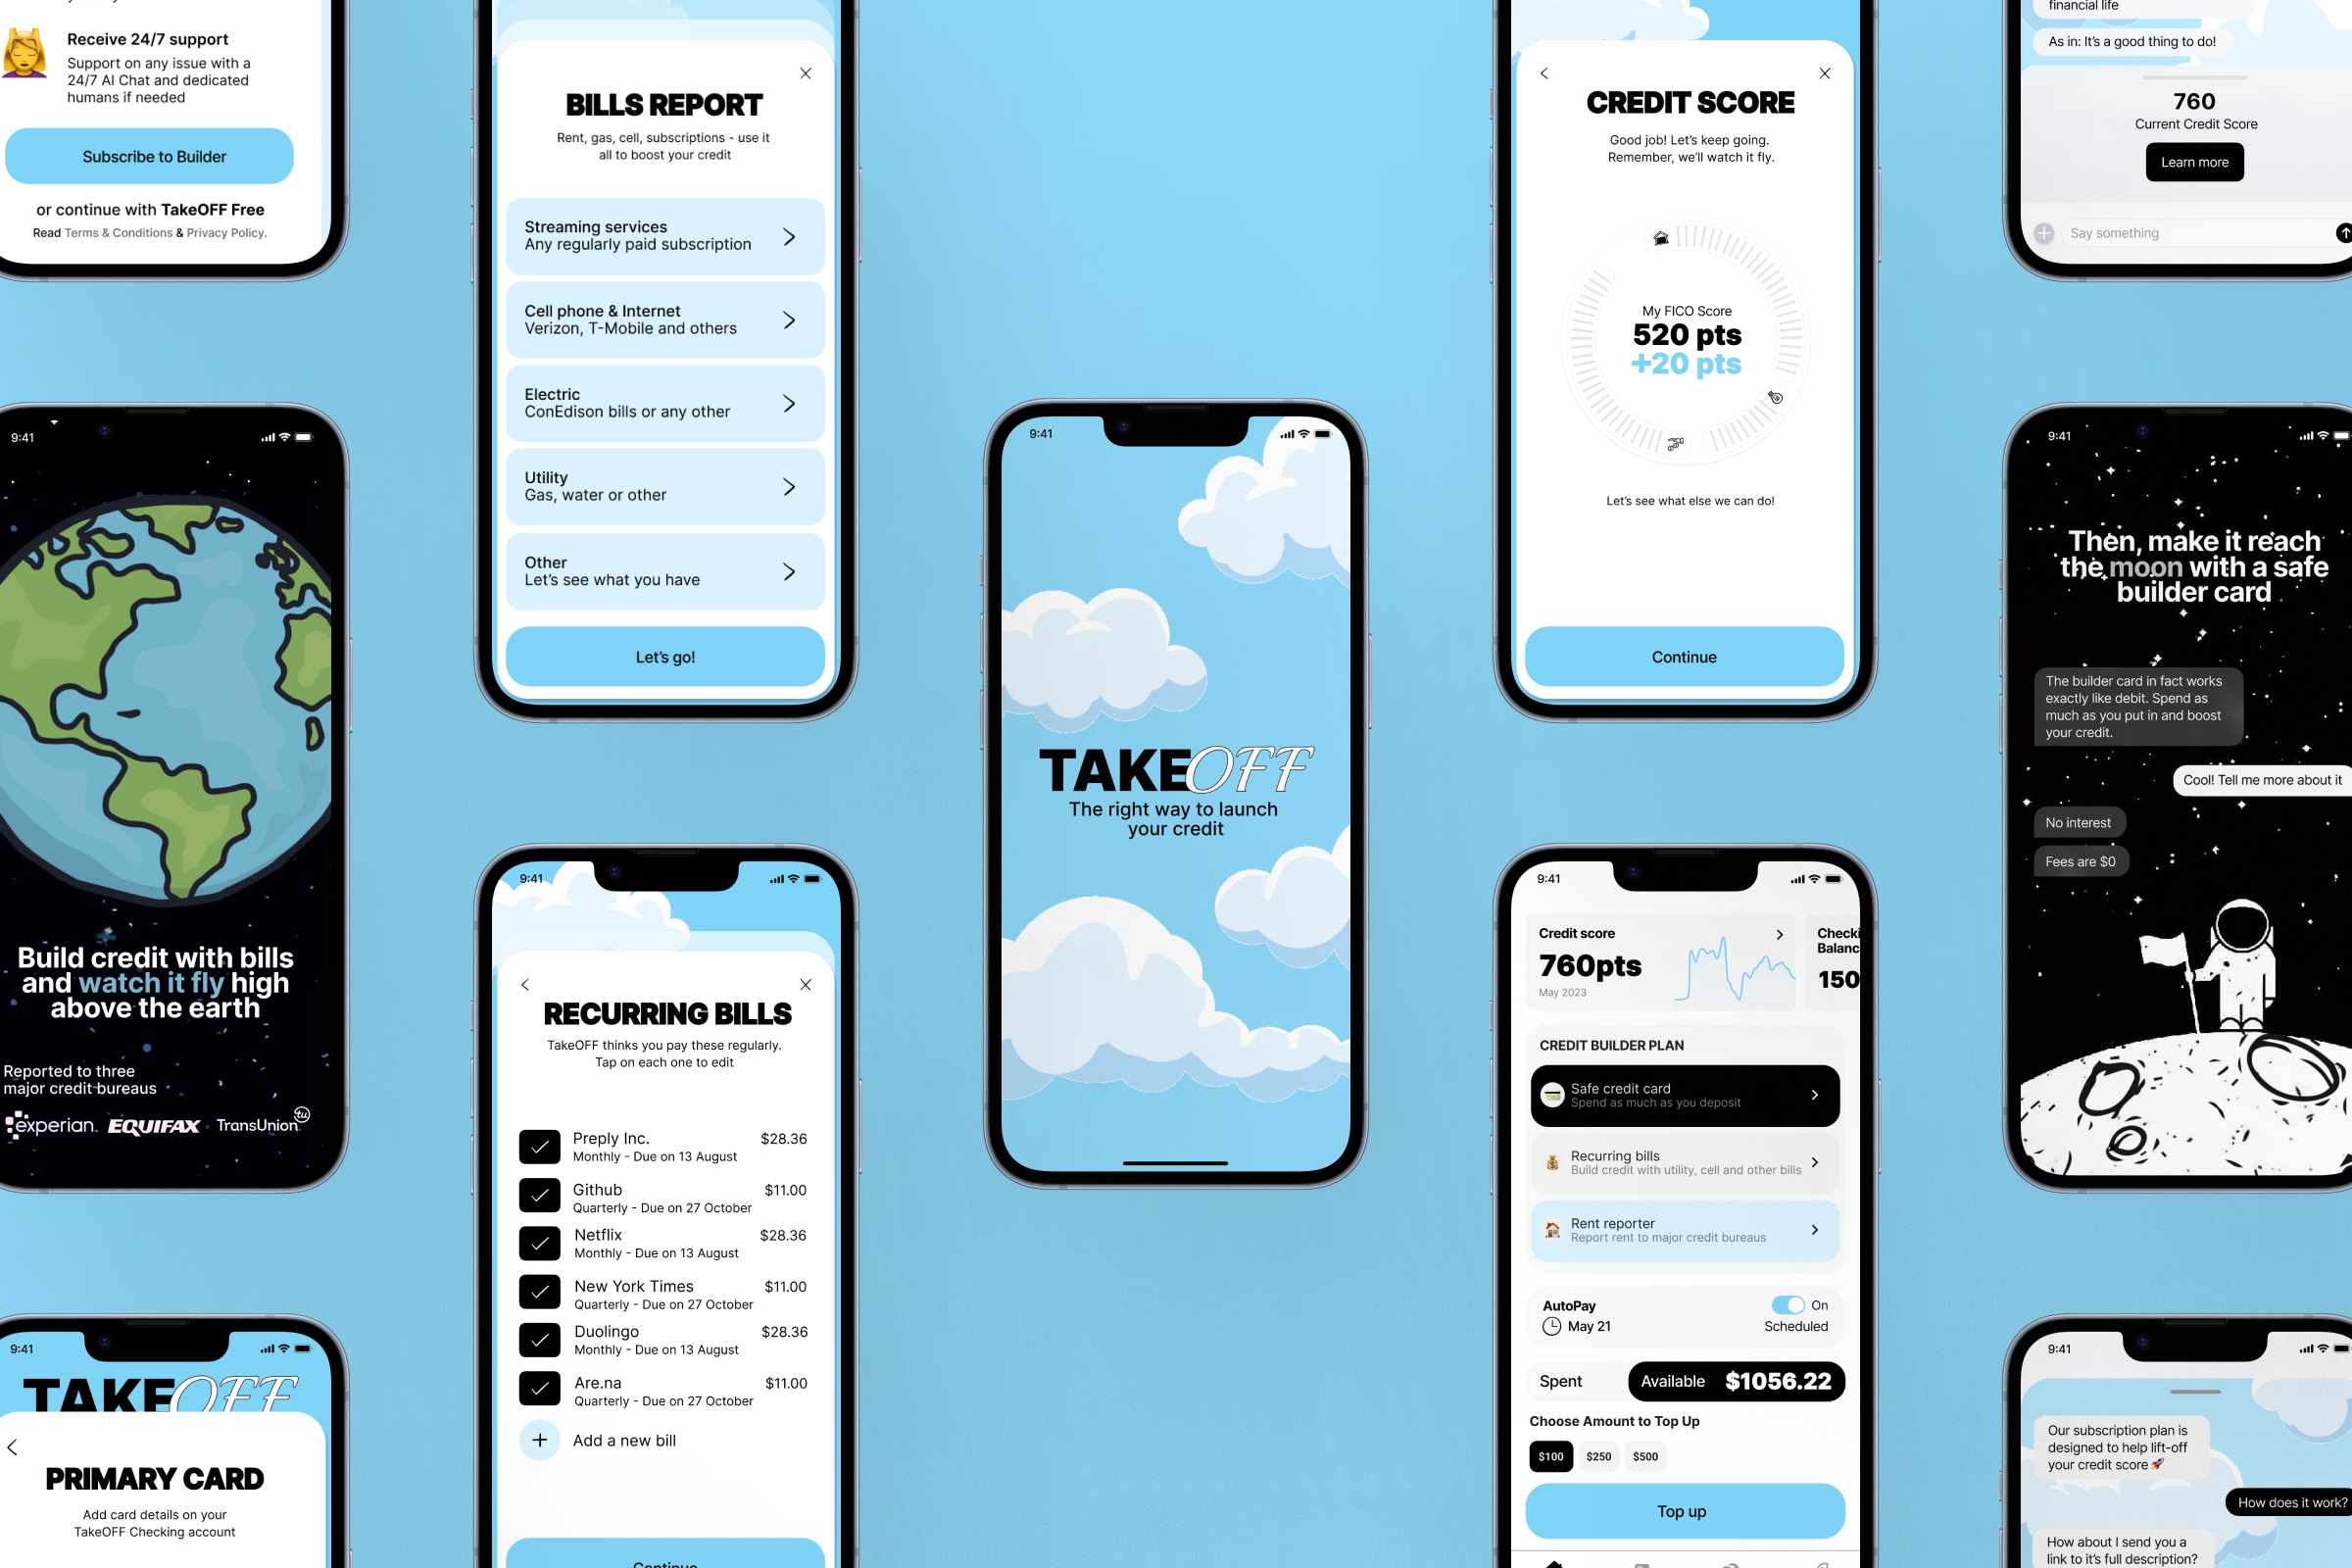 Receive 24/7 support
Support on any issue with a
24/7 AI Chat and dedicated
humans if needed
Subscribe to Builder
or continue with TakeOFF Free
Read Terms & Conditions & Privacy Policy.
9:41
Build credit with bills
and watch it fly high
above the earth
Reported to three
major credit bureaus
experian. EQUIFAX TransUnion. tu
9:41
TAKEOFF
PRIMARY CARD
Add card details on your
TakeOFF Checking account
BILLS REPORT
Rent, gas, cell, subscriptions - use it
all to boost your credit
Streaming services
Any regularly paid subscription
Cell phone & Internet
Verizon, T-Mobile and others
Electric
ConEdison bills or any other
Utility
Gas, water or other
Other
Let's see what you have
Let's go!
9:41
RECURRING BILLS
TakeOFF thinks you pay these regularly.
Tap on each one to edit
Preply Inc. $28.36
Monthly - Due on 13 August
Github $11.00
Quarterly - Due on 27 October
Netflix $28.36
Monthly - Due on 13 August
New York Times $11.00
Quarterly - Due on 27 October
Duolingo $28.36
Monthly - Due on 13 August
Are.na $11.00
Quarterly - Due on 27 October
Add a new bill
Continue
9:41
TAKEOFF
The right way to launch
your credit
CREDIT SCORE
Good job! Let's keep going.
Remember, we'll watch it fly.
My FICO Score
520 pts
+20 pts
Let's see what else we can do!
Continue
9:41
Credit score
760pts
May 2023
Checki
Balanc
150
CREDIT BUILDER PLAN
Safe credit card
Spend as much as you deposit
Recurring bills
Build credit with utility, cell and other bills
Rent reporter
Report rent to major credit bureaus
AutoPay On
May 21 Scheduled
Spent Available $1056.22
Choose Amount to Top Up
$100 $250 $500
Top up
financial life
As in: It's a good thing to do!
760
Current Credit Score
Learn more
Say something
9:41
Then, make it reach
the moon with a safe
builder card
The builder card in fact works
exactly like debit. Spend as
much as you put in and boost
your credit.
Cool! Tell me more about it
No interest
Fees are $0
9:41
Our subscription plan is
designed to help lift-off
your credit score 🚀
How does it work?
How about I send you a
link to it's full description?